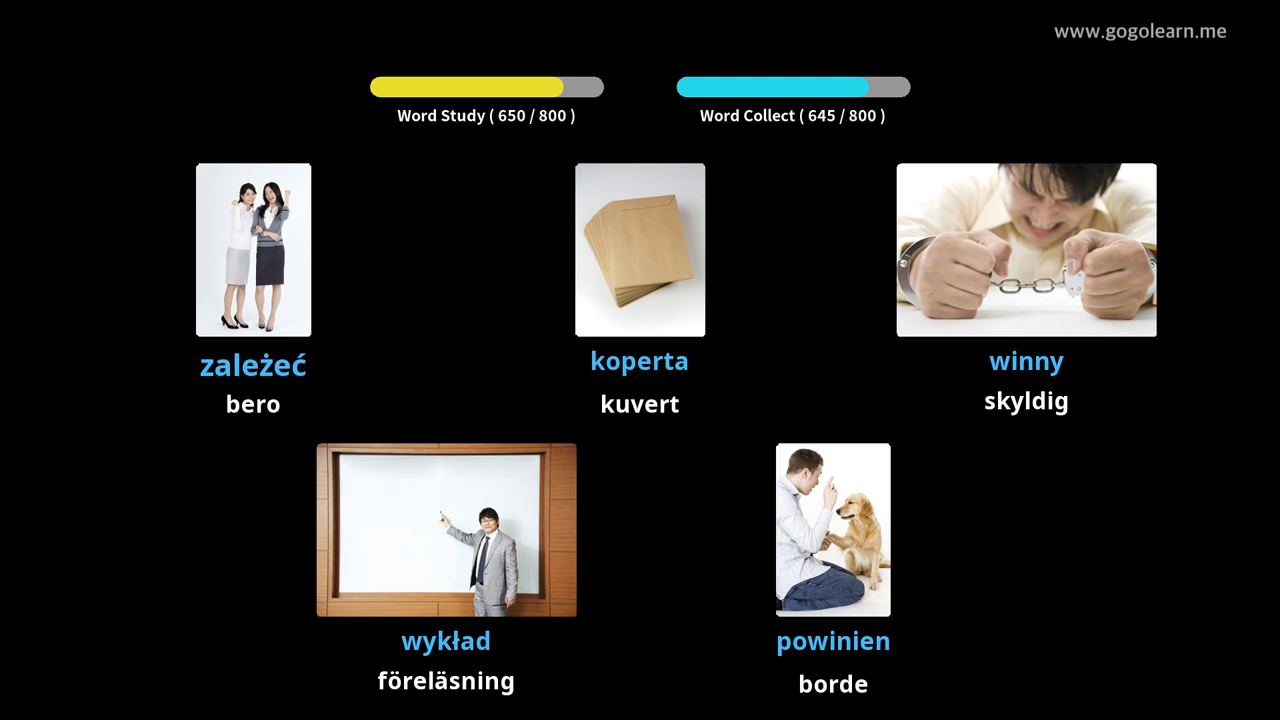 www.gogolearn.me
Word Study ( 650 / 800 )
Word Collect ( 645 / 800 )
zależeć
bero
koperta
kuvert
winny
skyldig
wykład
föreläsning
powinien
borde